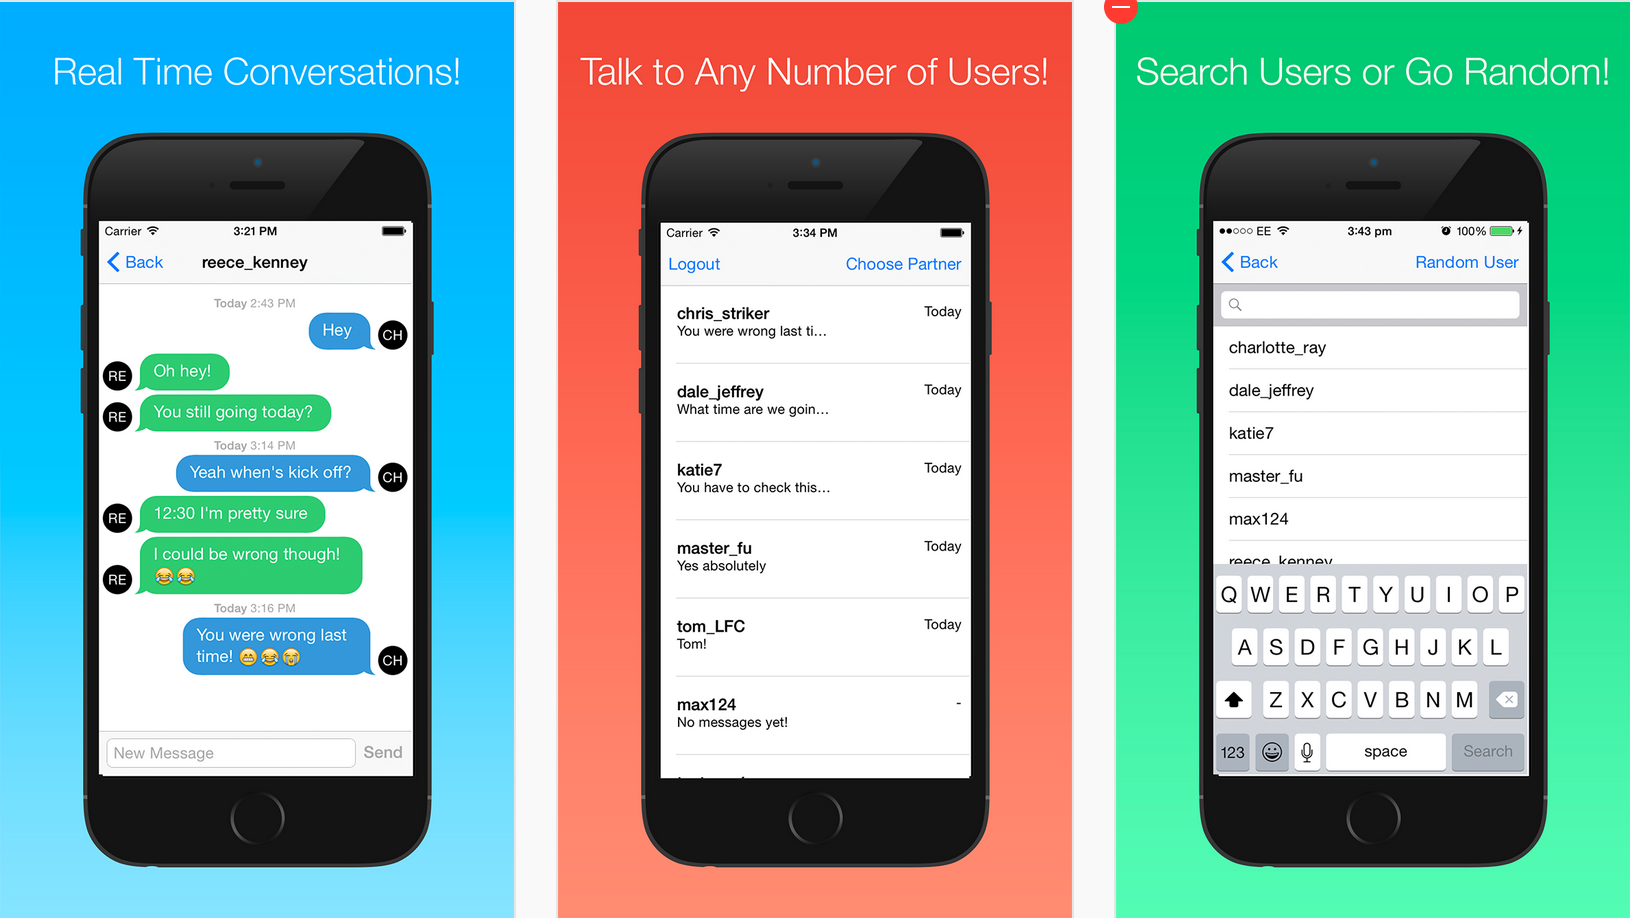 Real Time Conversations!
Carrier 3:21 PM
Back reece_kenney
Today 2:43 PM
Hey
CH
Oh hey!
RE
You still going today?
RE
Today 3:14 PM
Yeah when's kick off?
CH
12:30 I'm pretty sure
RE
I could be wrong though!
😂😂
RE
Today 3:16 PM
You were wrong last
time! 😁😂😭
CH
New Message Send
Talk to Any Number of Users!
Carrier 3:34 PM
Logout Choose Partner
chris_striker Today
You were wrong last ti...
dale_jeffrey Today
What time are we goin...
katie7 Today
You have to check this...
master_fu Today
Yes absolutely
tom_LFC Today
Tom!
max124 -
No messages yet!
Search Users or Go Random!
EE 3:43 pm 100%
Back Random User
charlotte_ray
dale_jeffrey
katie7
master_fu
max124
reece_kenney
Q W E R T Y U I O P
A S D F G H J K L
Z X C V B N M
123 space Search